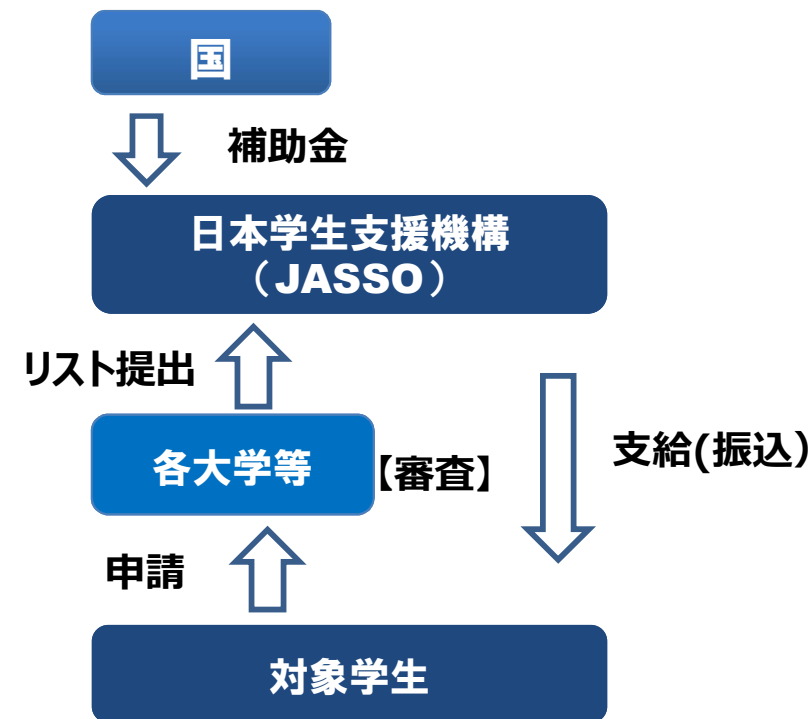 国
補助金
日本学生支援機構
（JASSO）
リスト提出
各大学等
【審査】
支給(振込）
申請
対象学生